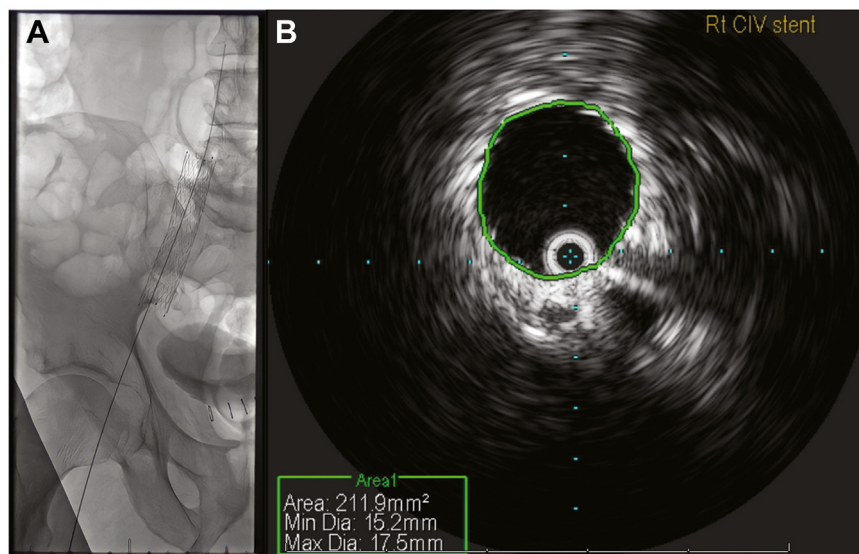 A
B
Rt CIV stent
Area1
Area: 211.9mm²
Min Dia: 15.2mm
Max Dia: 17.5mm